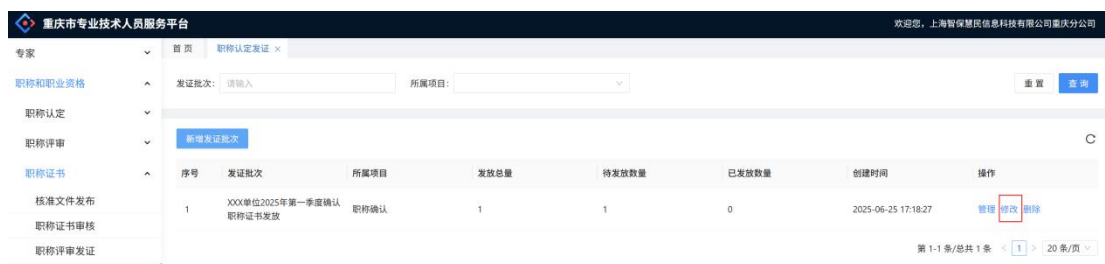 重庆市专业技术人员服务平台 欢迎您，上海智保慧民信息科技有限公司重庆分公司
专家 首页 职称认定发证 ×
职称和职业资格 发证批次: 请输入 所属项目: 重置 查询
职称认定
职称评审 新增发证批次
职称证书 序号 发证批次 所属项目 发放总量 待发放数量 已发放数量 创建时间 操作
核准文件发布 1 XXX单位2025年第一季度确认职称证书发放 职称确认 1 1 0 2025-06-25 17:18:27 管理 修改 删除
职称证书审核
职称评审发证 第 1-1 条/总共 1 条 < 1 > 20 条/页